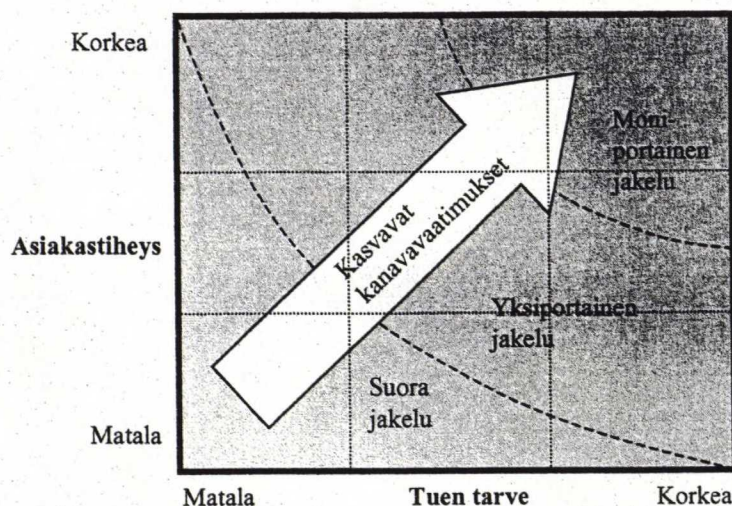 Korkea
Moni-
portainen
jakelu
Asiakastiheys
Kasvavat
kanavavaatimukset
Yksiportainen
jakelu
Suora
jakelu
Matala
Matala Tuen tarve Korkea